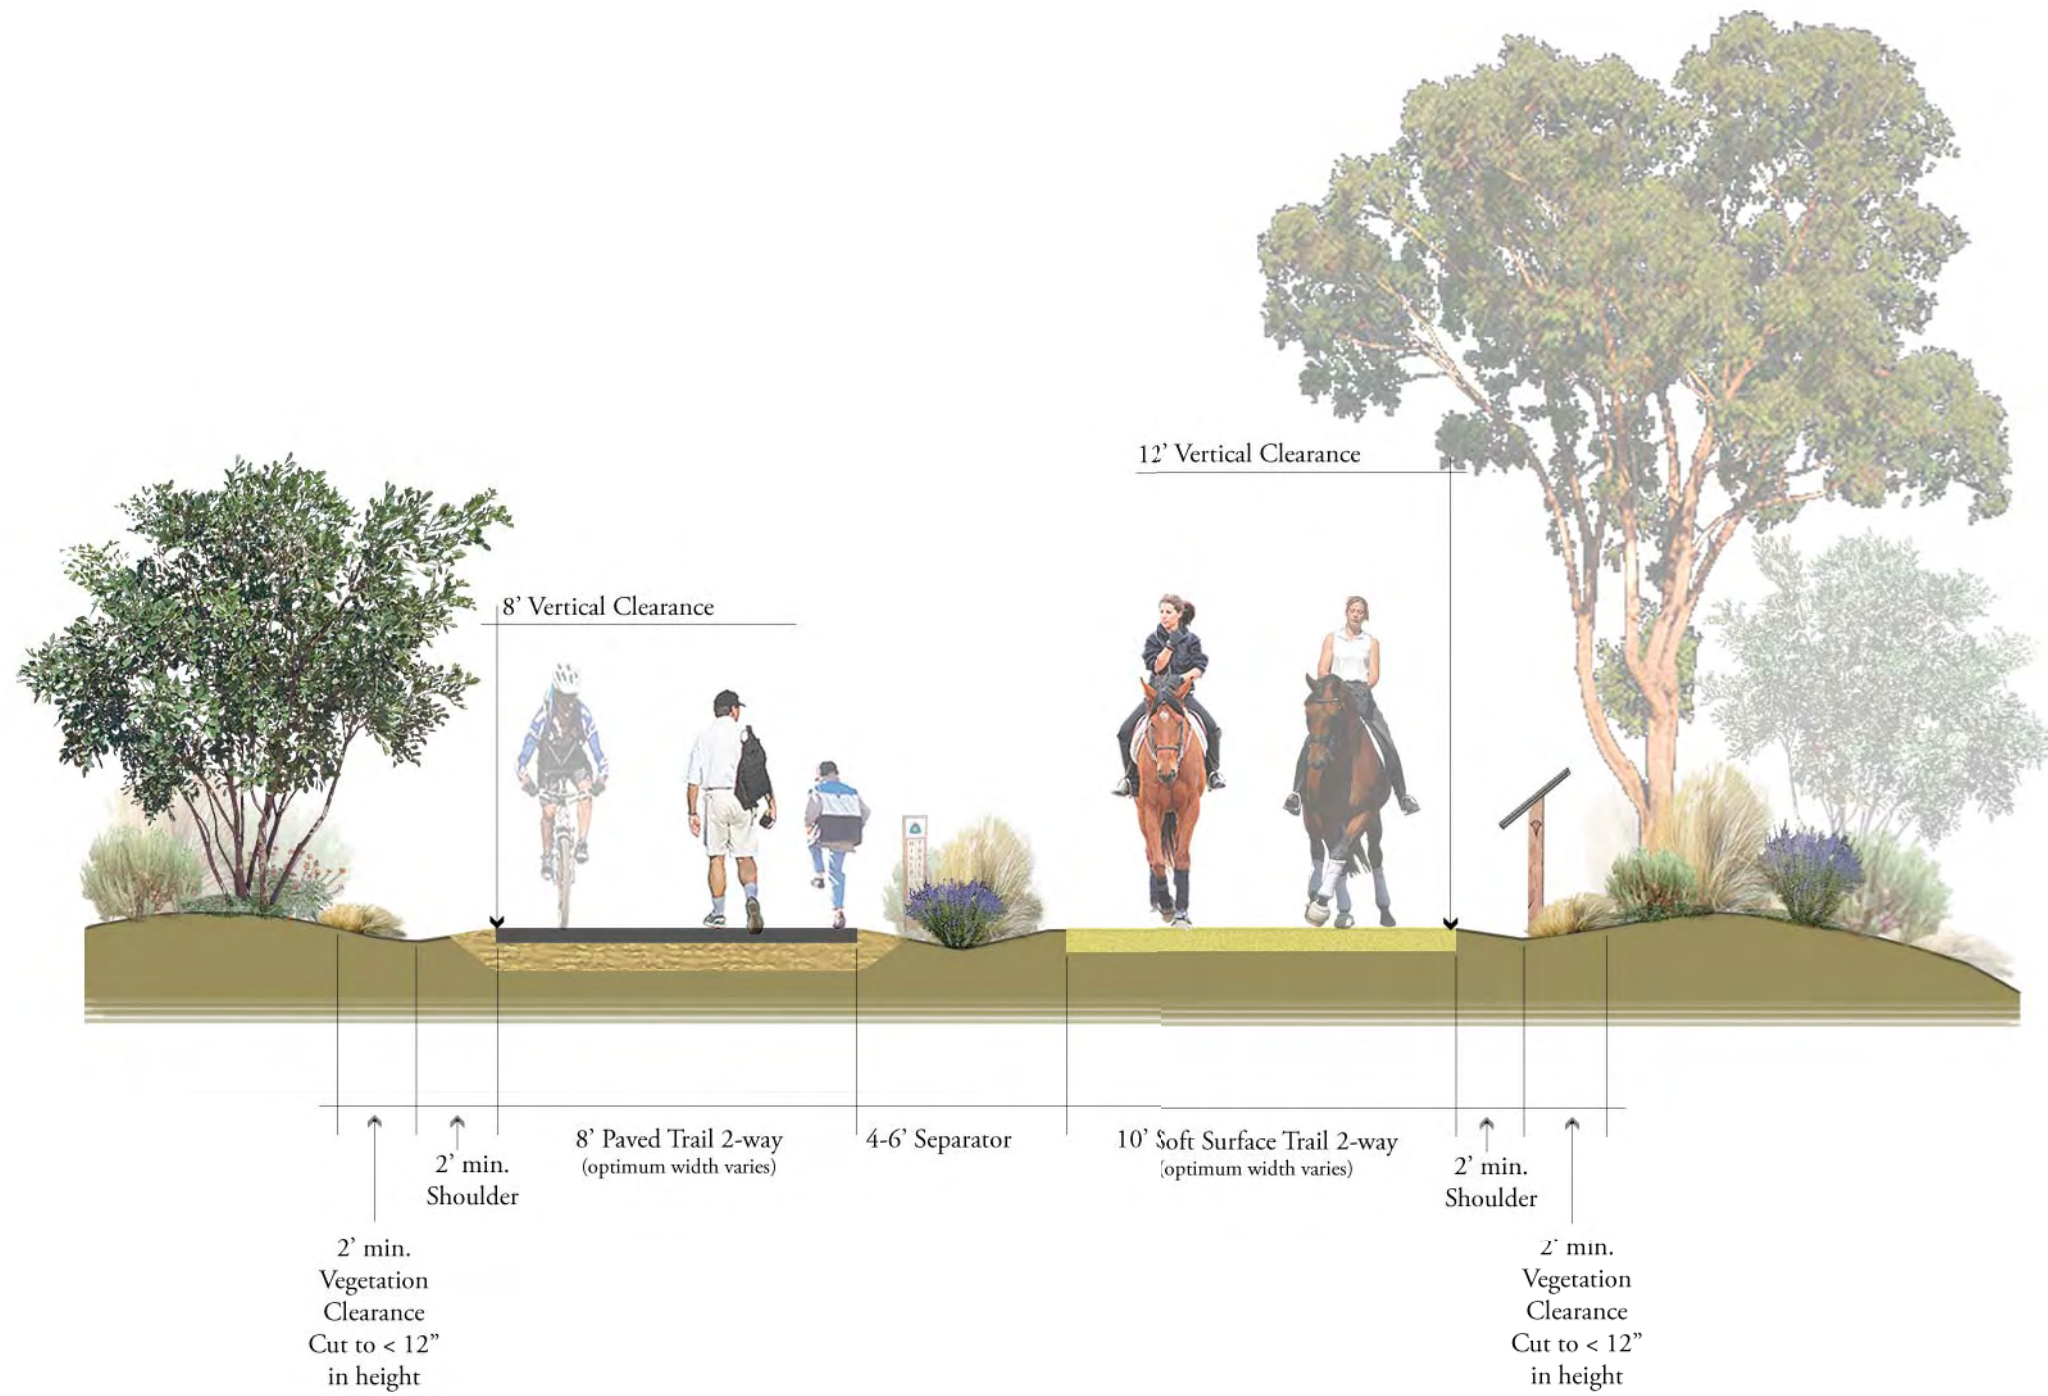 12’ Vertical Clearance
8’ Vertical Clearance
8’ Paved Trail 2-way
(optimum width varies)
4-6’ Separator
10’ Soft Surface Trail 2-way
(optimum width varies)
2’ min.
Shoulder
2’ min.
Shoulder
2’ min.
Vegetation
Clearance
Cut to < 12”
in height
2’ min.
Vegetation
Clearance
Cut to < 12”
in height